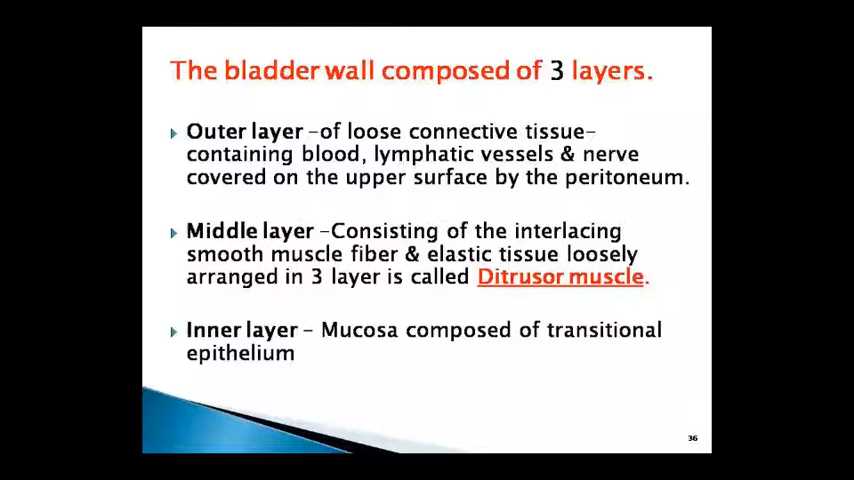 The bladder wall composed of 3 layers.
Outer layer –of loose connective tissue–
containing blood, lymphatic vessels & nerve
covered on the upper surface by the peritoneum.
Middle layer –Consisting of the interlacing
smooth muscle fiber & elastic tissue loosely
arranged in 3 layer is called Ditrusor muscle.
Inner layer – Mucosa composed of transitional
epithelium
36